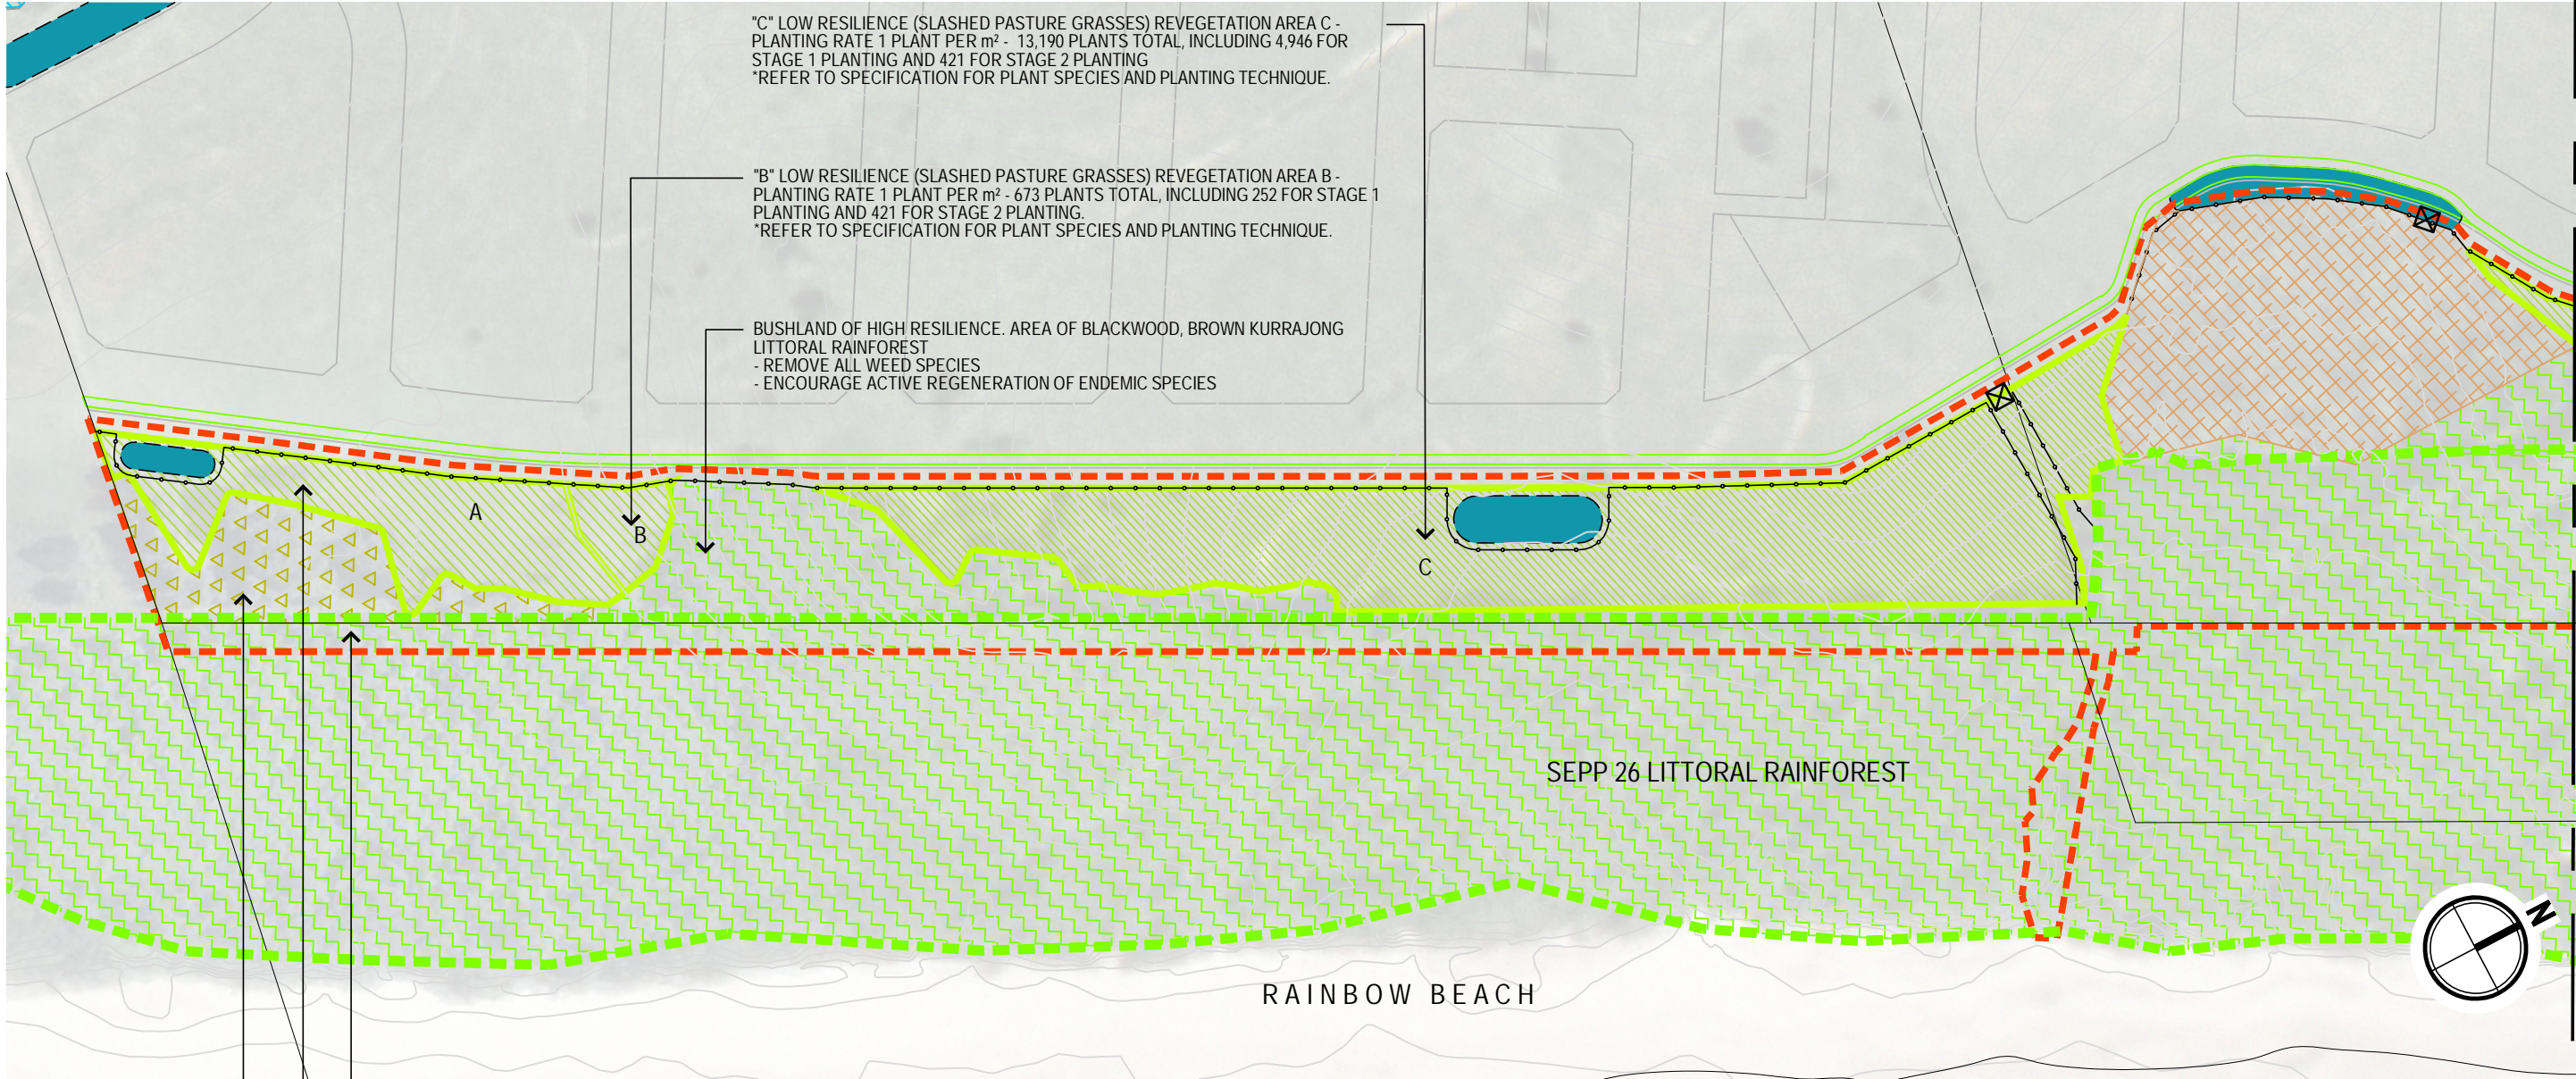 "C" LOW RESILIENCE (SLASHED PASTURE GRASSES) REVEGETATION AREA C -
PLANTING RATE 1 PLANT PER m² - 13,190 PLANTS TOTAL, INCLUDING 4,946 FOR
STAGE 1 PLANTING AND 421 FOR STAGE 2 PLANTING
*REFER TO SPECIFICATION FOR PLANT SPECIES AND PLANTING TECHNIQUE.
"B" LOW RESILIENCE (SLASHED PASTURE GRASSES) REVEGETATION AREA B -
PLANTING RATE 1 PLANT PER m² - 673 PLANTS TOTAL, INCLUDING 252 FOR STAGE 1
PLANTING AND 421 FOR STAGE 2 PLANTING.
*REFER TO SPECIFICATION FOR PLANT SPECIES AND PLANTING TECHNIQUE.
BUSHLAND OF HIGH RESILIENCE. AREA OF BLACKWOOD, BROWN KURRAJONG
LITTORAL RAINFOREST
- REMOVE ALL WEED SPECIES
- ENCOURAGE ACTIVE REGENERATION OF ENDEMIC SPECIES
A
B
C
SEPP 26 LITTORAL RAINFOREST
N
RAINBOW BEACH